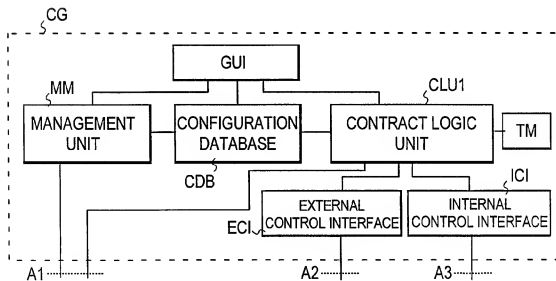 CG
GUI
MM
CLU1
MANAGEMENT
UNIT
CONFIGURATION
DATABASE
CONTRACT LOGIC
UNIT
TM
CDB
ICI
ECI
EXTERNAL
CONTROL INTERFACE
INTERNAL
CONTROL INTERFACE
A1
A2
A3